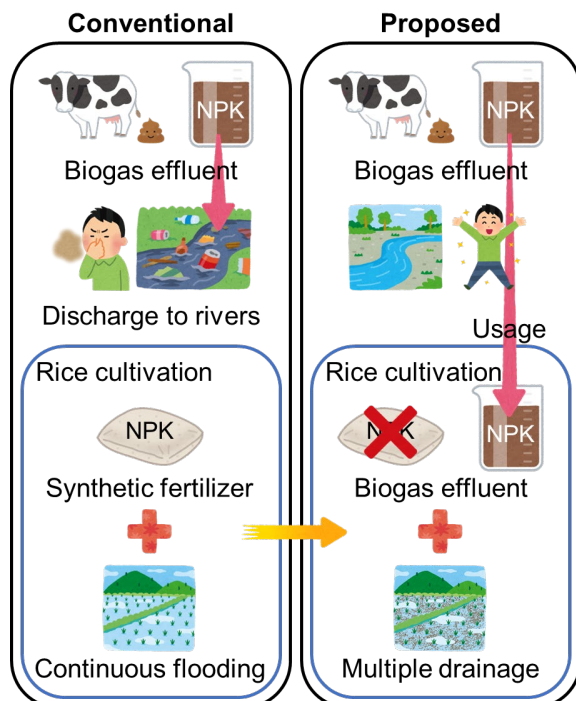 Conventional
NPK
Biogas effluent
Discharge to rivers
Rice cultivation
NPK
Synthetic fertilizer
Continuous flooding
Proposed
NPK
Biogas effluent
Usage
Rice cultivation
NPK
NPK
Biogas effluent
Multiple drainage